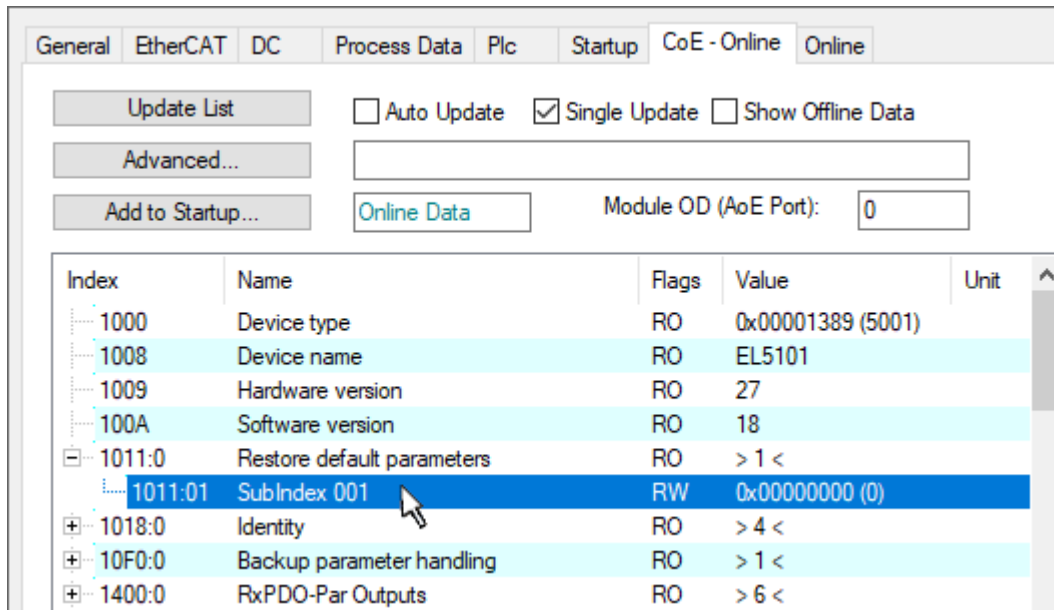 General EtherCAT DC Process Data Plc Startup CoE - Online Online
Update List Auto Update Single Update Show Offline Data
Advanced...
Add to Startup... Online Data Module OD (AoE Port): 0
Index Name Flags Value Unit
1000 Device type RO 0x00001389 (5001)
1008 Device name RO EL5101
1009 Hardware version RO 27
100A Software version RO 18
1011:0 Restore default parameters RO > 1 <
1011:01 SubIndex 001 RW 0x00000000 (0)
1018:0 Identity RO > 4 <
10F0:0 Backup parameter handling RO > 1 <
1400:0 RxPDO-Par Outputs RO > 6 <